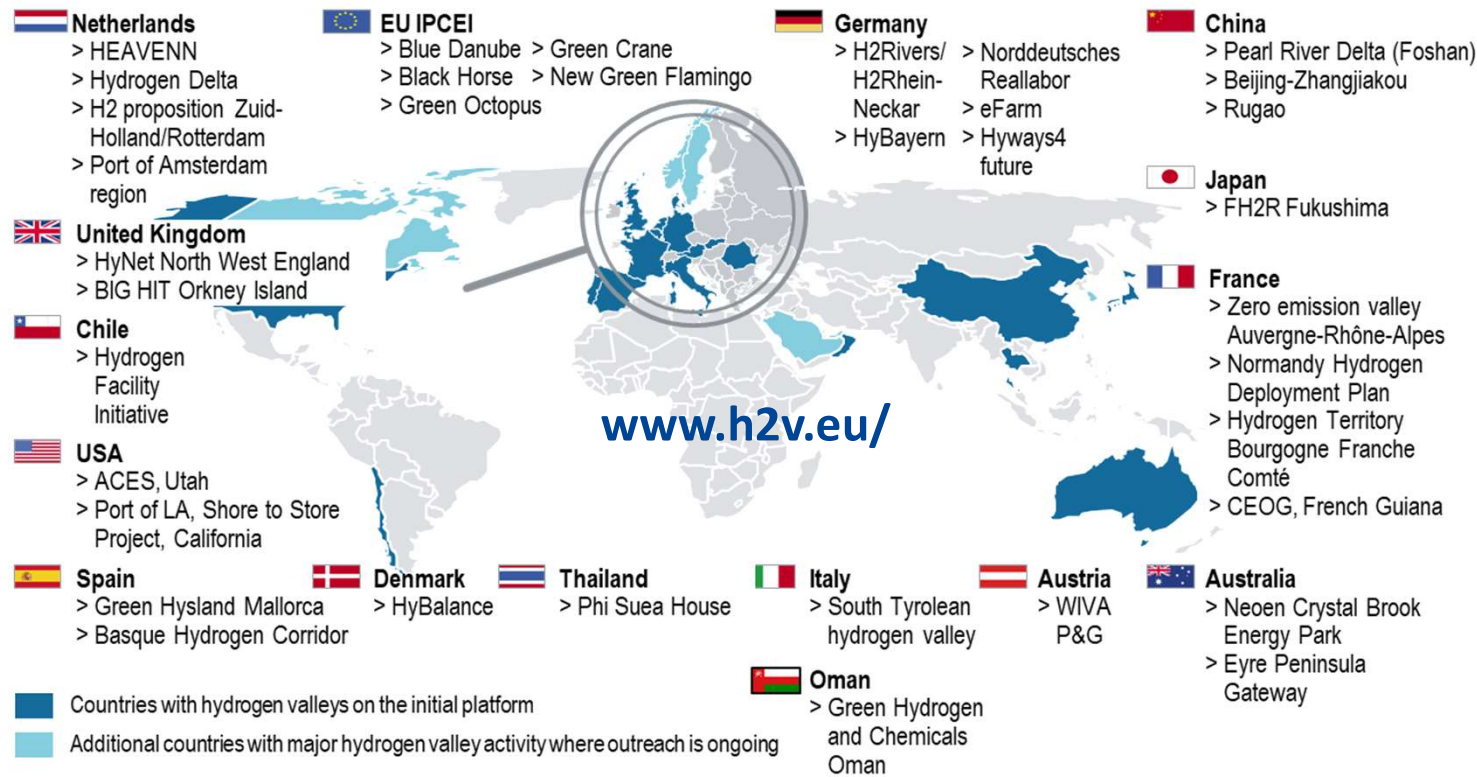 Netherlands
> HEAVENN
> Hydrogen Delta
> H2 proposition Zuid-
Holland/Rotterdam
> Port of Amsterdam
region
EU IPCEI
> Blue Danube > Green Crane
> Black Horse > New Green Flamingo
> Green Octopus
Germany
> H2Rivers/
H2Rhein-
Neckar
> HyBayern
> Norddeutsches
Reallabor
> eFarm
> Hyways4
future
China
> Pearl River Delta (Foshan)
> Beijing-Zhangjiakou
> Rugao
Japan
> FH2R Fukushima
United Kingdom
> HyNet North West England
> BIG HIT Orkney Island
France
> Zero emission valley
Auvergne-Rhône-Alpes
> Normandy Hydrogen
Deployment Plan
> Hydrogen Territory
Bourgogne Franche
Comté
> CEOG, French Guiana
Chile
> Hydrogen
Facility
Initiative
www.h2v.eu/
USA
> ACES, Utah
> Port of LA, Shore to Store
Project, California
Spain
> Green Hysland Mallorca
> Basque Hydrogen Corridor
Denmark
> HyBalance
Thailand
> Phi Suea House
Italy
> South Tyrolean
hydrogen valley
Austria
> WIVA
P&G
Australia
> Neoen Crystal Brook
Energy Park
> Eyre Peninsula
Gateway
Oman
> Green Hydrogen
and Chemicals
Oman
Countries with hydrogen valleys on the initial platform
Additional countries with major hydrogen valley activity where outreach is ongoing